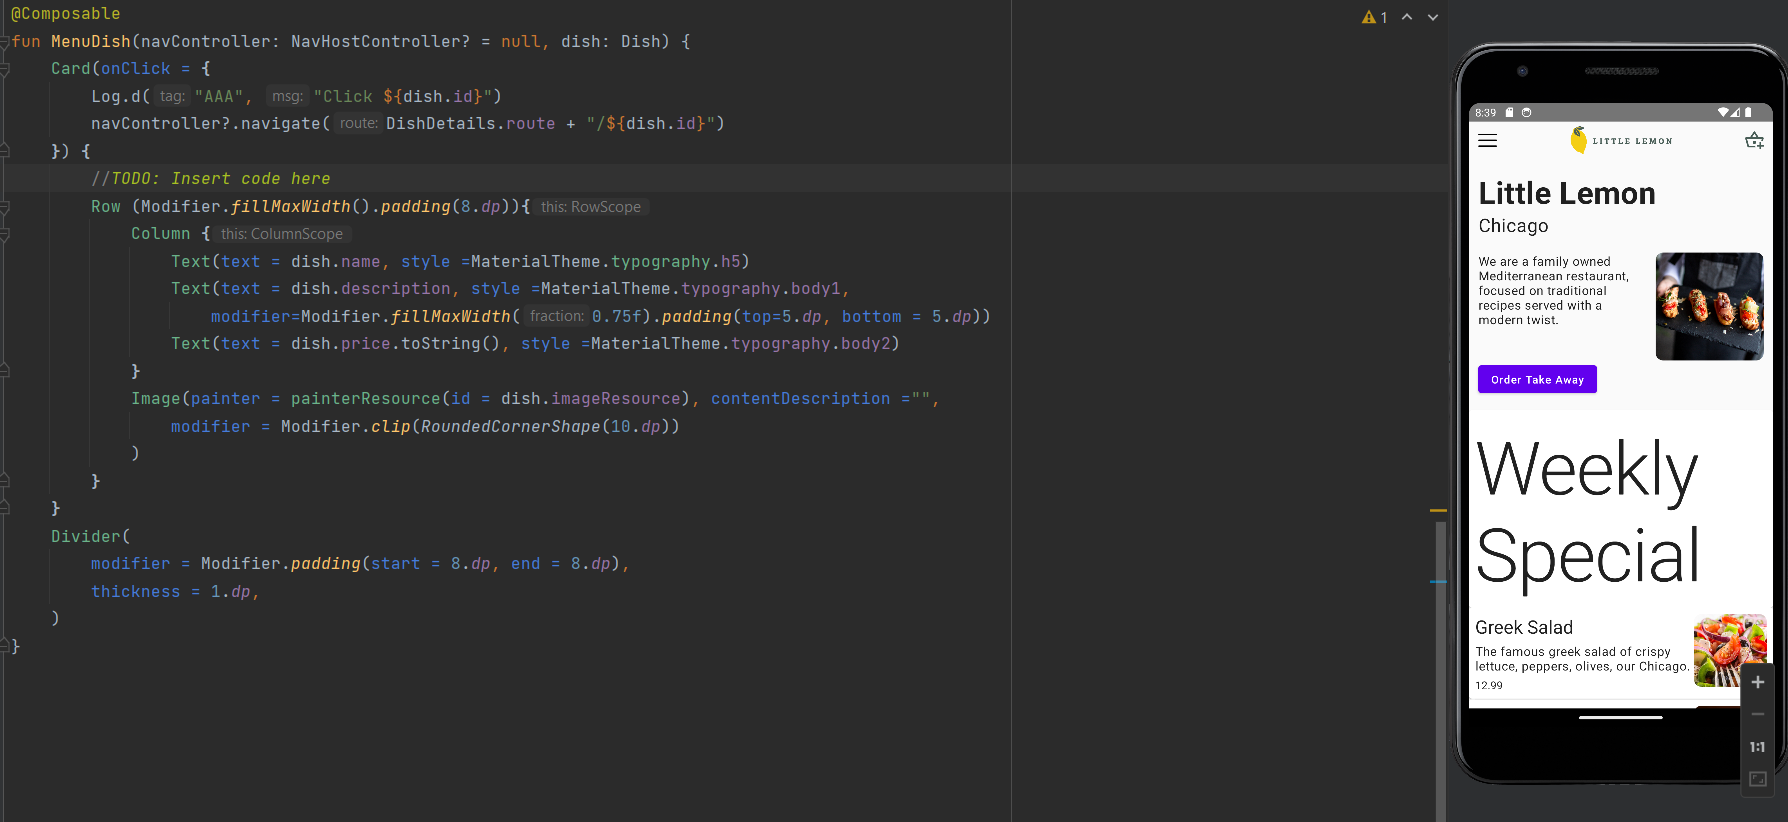 @Composable
fun MenuDish(navController: NavHostController? = null, dish: Dish) {
Card(onClick = {
Log.d( tag: "AAA", msg: "Click ${dish.id}")
navController?.navigate( route: DishDetails.route + "/${dish.id}")
}) {
//TODO: Insert code here
Row (Modifier.fillMaxWidth().padding(8.dp)){ this: RowScope
Column { this: ColumnScope
Text(text = dish.name, style =MaterialTheme.typography.h5)
Text(text = dish.description, style =MaterialTheme.typography.body1,
modifier=Modifier.fillMaxWidth( fraction: 0.75f).padding(top=5.dp, bottom = 5.dp))
Text(text = dish.price.toString(), style =MaterialTheme.typography.body2)
}
Image(painter = painterResource(id = dish.imageResource), contentDescription ="",
modifier = Modifier.clip(RoundedCornerShape(10.dp))
)
}
}
Divider(
modifier = Modifier.padding(start = 8.dp, end = 8.dp),
thickness = 1.dp,
)
}
1
8:39
LITTLE LEMON
Little Lemon
Chicago
We are a family owned
Mediterranean restaurant,
focused on traditional
recipes served with a
modern twist.
Order Take Away
Weekly
Special
Greek Salad
The famous greek salad of crispy
lettuce, peppers, olives, our Chicago.
12.99
1:1